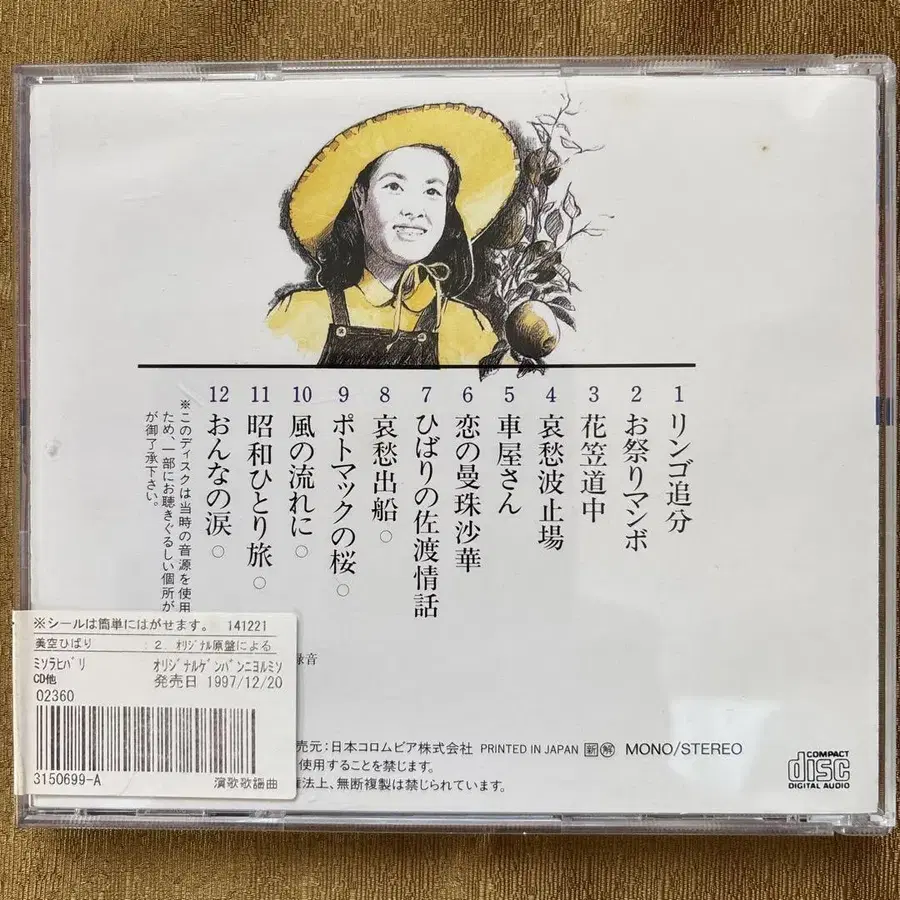 1 リンゴ追分
2 お祭りマンボ
3 花笠道中
4 哀愁波止場
5 車屋さん
6 恋の曼珠沙華
7 ひばりの佐渡情話
8 哀愁出船○
9 ポトマックの桜○
10 風の流れに○
11 昭和ひとり旅○
12 おんなの涙○
※このディスクは当時の音源を使用
ため、一部にお聴きぐるしい個所が
が御了承下さい。
※シールは簡単にはがせます。 141221
美空ひばり :2. オリジナル原盤による
ミソラヒバリ オリジナルゲンバンニヨルミソ
CD他 発売日 1997/12/20
02360
3150699-A 演歌歌謡曲
録音
売元:日本コロムビア株式会社 PRINTED IN JAPAN 新 解 MONO/STEREO
使用することを禁じます。
権法上、無断複製は禁じられています。
COMPACT
disc
DIGITAL AUDIO